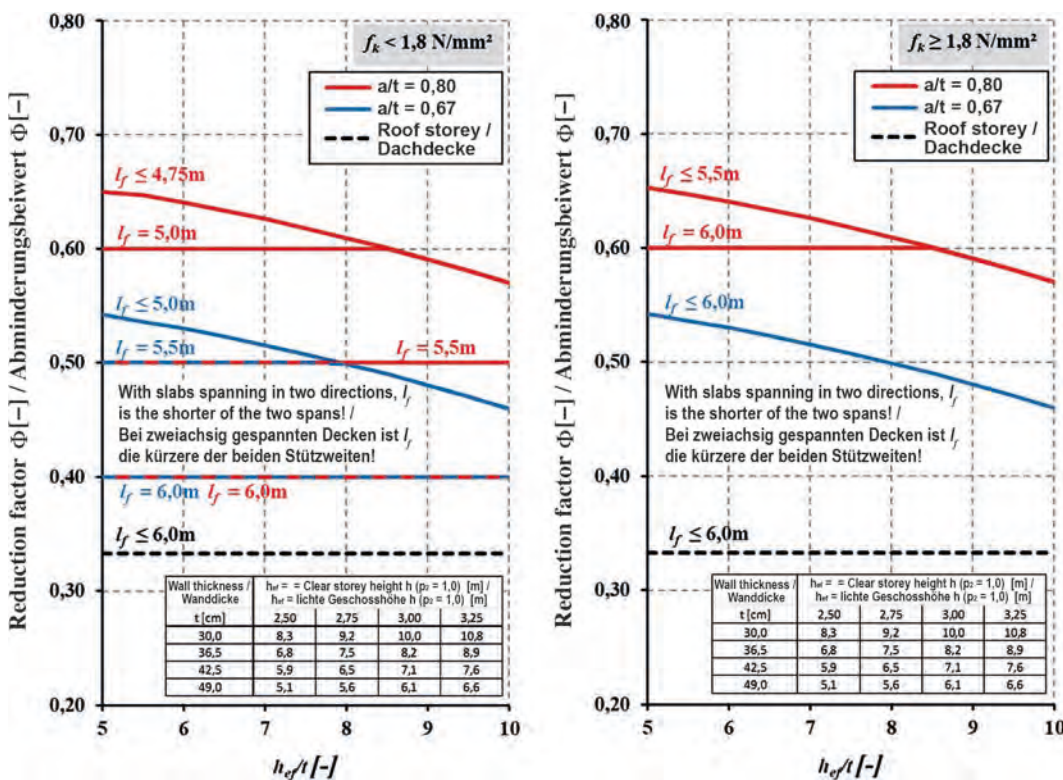 Reduction factor Φ [–] / Abminderungsbeiwert Φ [–]
0,80
0,70
0,60
0,50
0,40
0,30
0,20
f_k < 1,8 N/mm²
a/t = 0,80
a/t = 0,67
Roof storey /
Dachdecke
l_f ≤ 4,75m
l_f = 5,0m
l_f ≤ 5,0m
l_f = 5,5m
l_f = 5,5m
With slabs spanning in two directions, l_f
is the shorter of the two spans! /
Bei zweiachsig gespannten Decken ist l_f
die kürzere der beiden Stützweiten!
l_f = 6,0m l_f = 6,0m
l_f ≤ 6,0m
Wall thickness /
Wanddicke
t [cm]
h_ef = = Clear storey height h (p₂ = 1,0) [m] /
h_ef = lichte Geschosshöhe h (p₂ = 1,0) [m]
2,50 2,75 3,00 3,25
30,0 8,3 9,2 10,0 10,8
36,5 6,8 7,5 8,2 8,9
42,5 5,9 6,5 7,1 7,6
49,0 5,1 5,6 6,1 6,6
5 6 7 8 9 10
h_ef/t [-]
Reduction factor Φ [–] / Abminderungsbeiwert Φ [–]
0,80
0,70
0,60
0,50
0,40
0,30
0,20
f_k ≥ 1,8 N/mm²
a/t = 0,80
a/t = 0,67
Roof storey /
Dachdecke
l_f ≤ 5,5m
l_f = 6,0m
l_f ≤ 6,0m
With slabs spanning in two directions, l_f
is the shorter of the two spans! /
Bei zweiachsig gespannten Decken ist l_f
die kürzere der beiden Stützweiten!
l_f ≤ 6,0m
Wall thickness /
Wanddicke
t [cm]
h_ef = = Clear storey height h (p₂ = 1,0) [m] /
h_ef = lichte Geschosshöhe h (p₂ = 1,0) [m]
2,50 2,75 3,00 3,25
30,0 8,3 9,2 10,0 10,8
36,5 6,8 7,5 8,2 8,9
42,5 5,9 6,5 7,1 7,6
49,0 5,1 5,6 6,1 6,6
5 6 7 8 9 10
h_ef/t [-]